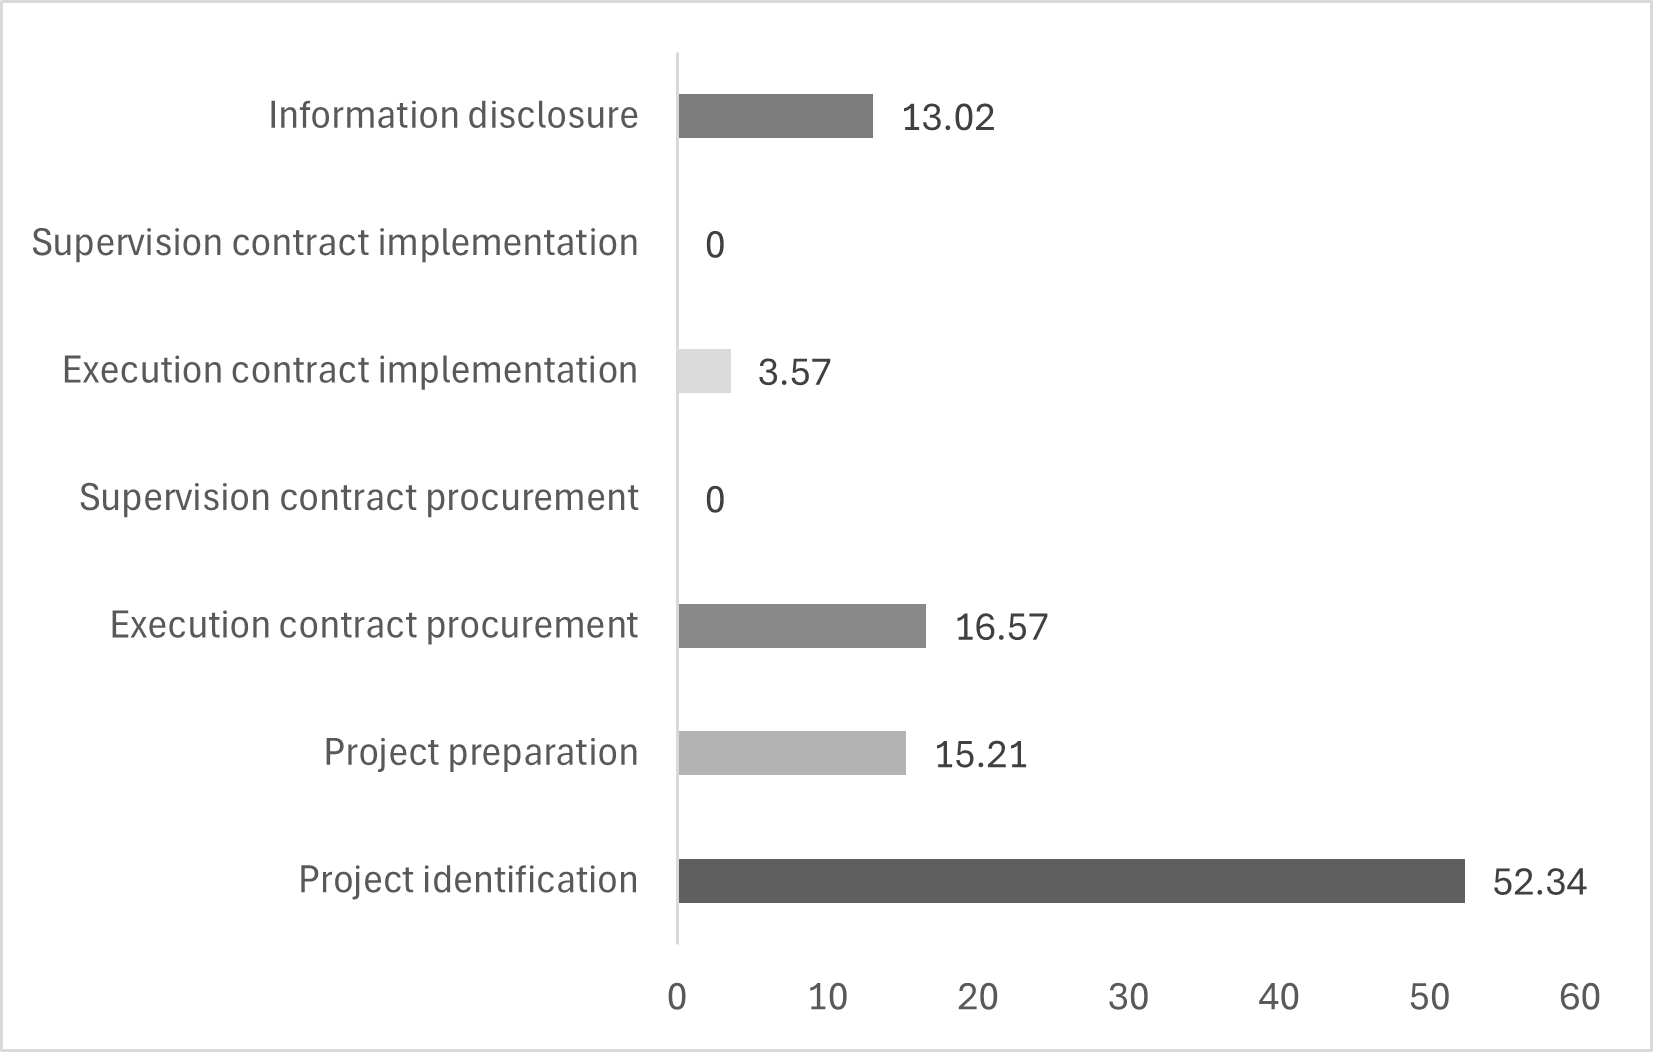 Information disclosure 13.02
Supervision contract implementation 0
Execution contract implementation 3.57
Supervision contract procurement 0
Execution contract procurement 16.57
Project preparation 15.21
Project identification 52.34
0 10 20 30 40 50 60